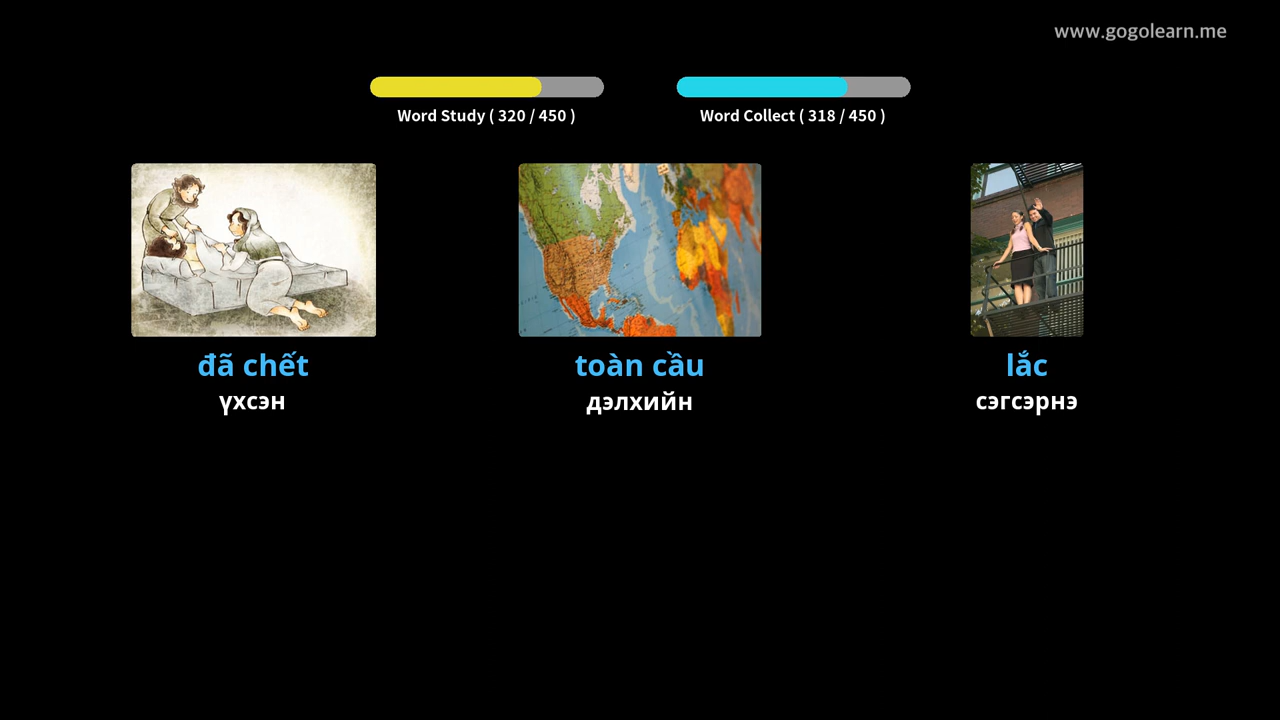 www.gogolearn.me
Word Study ( 320 / 450 )
Word Collect ( 318 / 450 )
đã chết
toàn cầu
lắc
үхсэн
дэлхийн
сэгсэрнэ